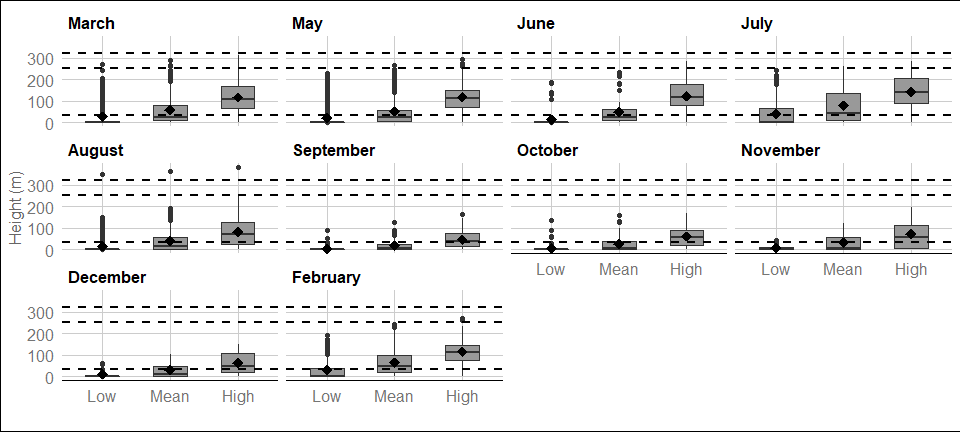 March May June July
300
200
100
0
August September October November
Height (m)
300
200
100
0
Low Mean High Low Mean High
December February
300
200
100
0
Low Mean High Low Mean High